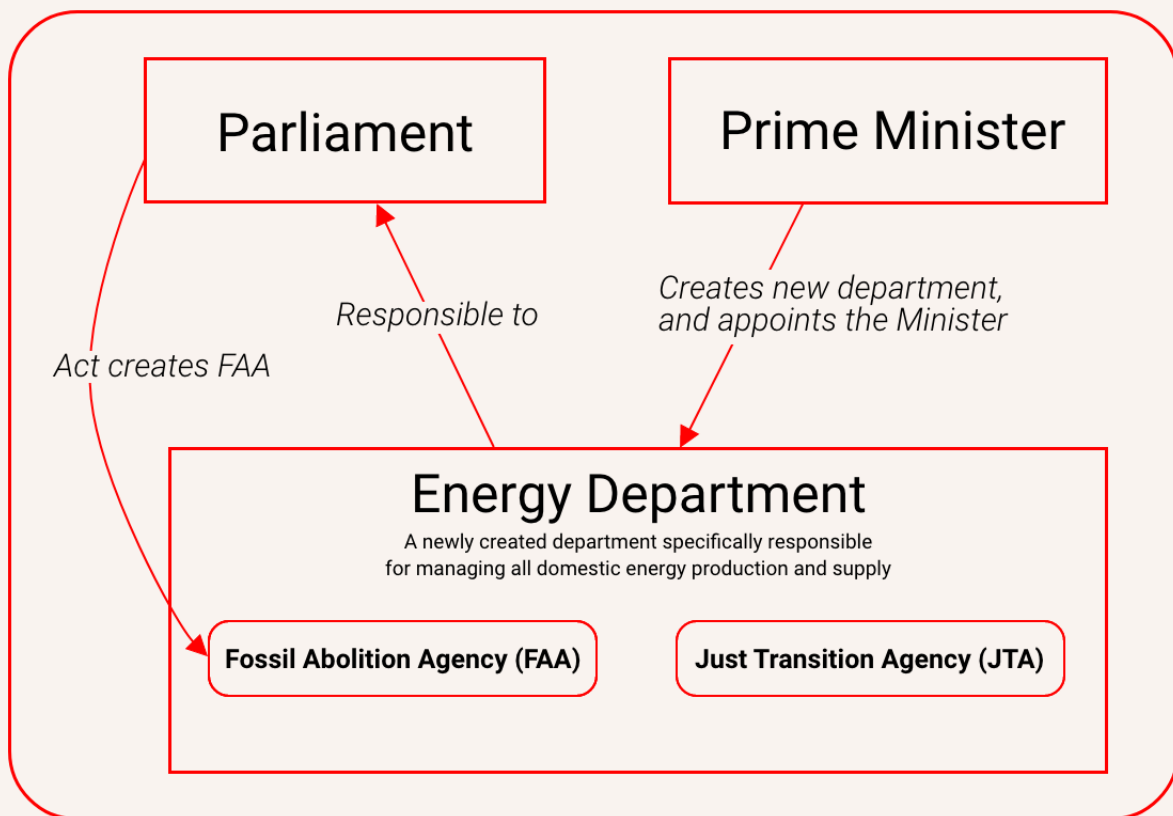 Parliament
Prime Minister
Creates new department,
and appoints the Minister
Responsible to
Act creates FAA
Energy Department
A newly created department specifically responsible
for managing all domestic energy production and supply
Fossil Abolition Agency (FAA)
Just Transition Agency (JTA)